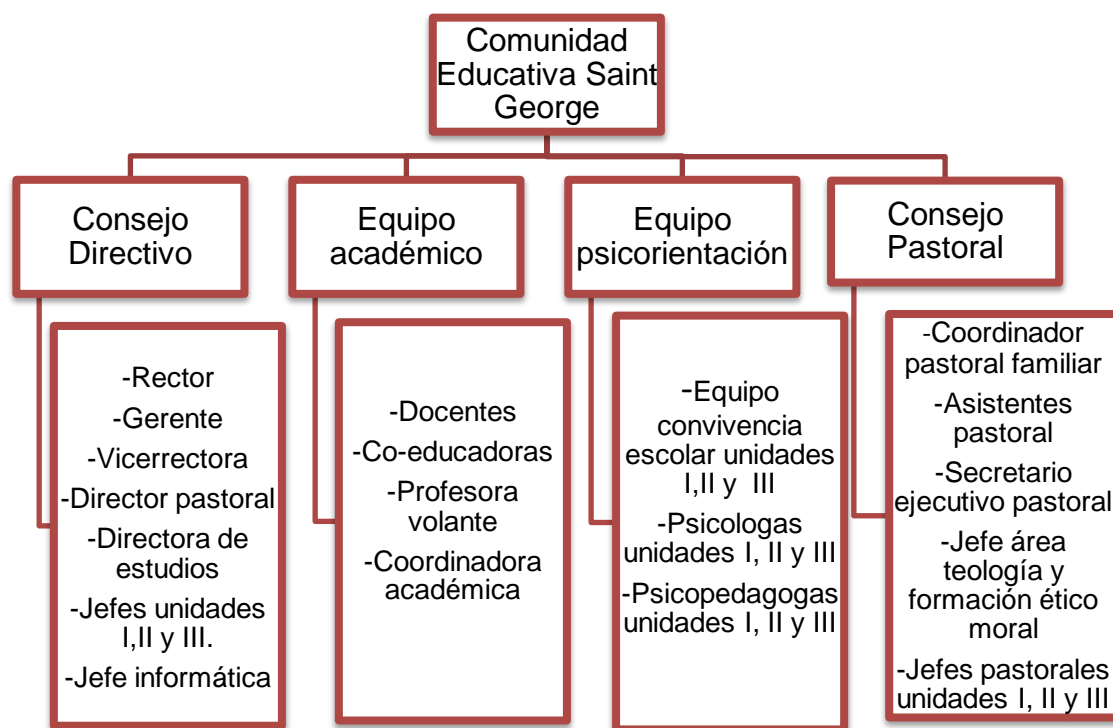 Comunidad
Educativa Saint
George
Consejo
Directivo
-Rector
-Gerente
-Vicerrectora
-Director pastoral
-Directora de
estudios
-Jefes unidades
I,II y III.
-Jefe informática
Equipo
académico
-Docentes
-Co-educadoras
-Profesora
volante
-Coordinadora
académica
Equipo
psicorientación
-Equipo
convivencia
escolar unidades
I,II y III
-Psicologas
unidades I, II y III
-Psicopedagogas
unidades I, II y III
Consejo
Pastoral
-Coordinador
pastoral familiar
-Asistentes
pastoral
-Secretario
ejecutivo pastoral
-Jefe área
teología y
formación ético
moral
-Jefes pastorales
unidades I, II y III